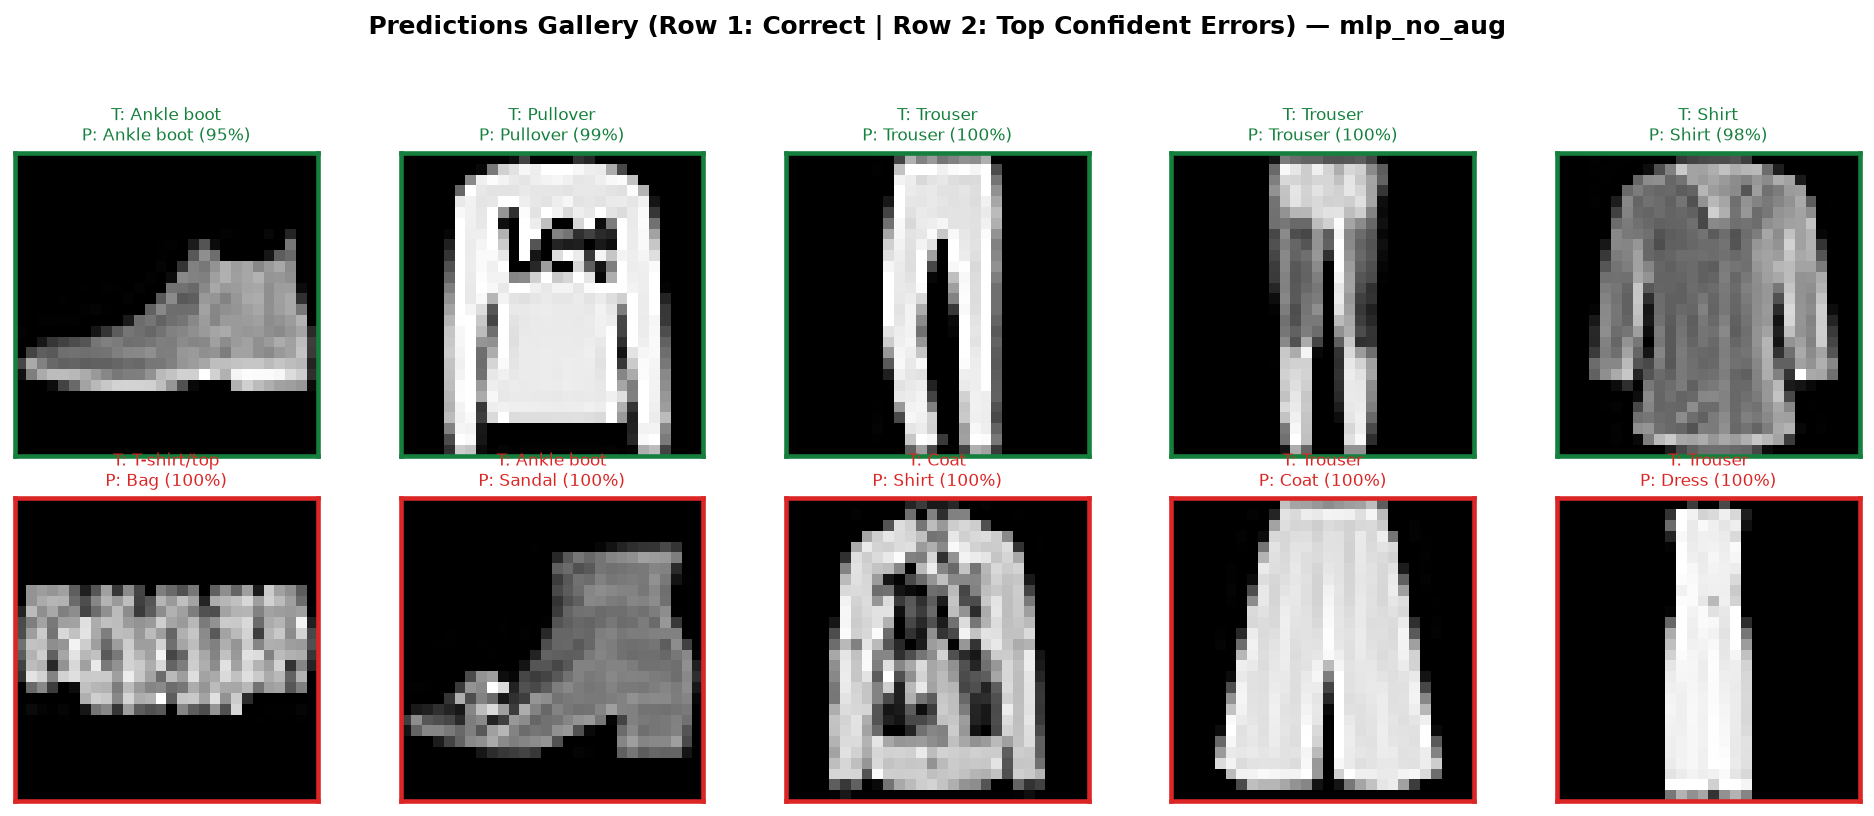 Predictions Gallery (Row 1: Correct | Row 2: Top Confident Errors) — mlp_no_aug
T: Ankle boot
P: Ankle boot (95%)
T: Pullover
P: Pullover (99%)
T: Trouser
P: Trouser (100%)
T: Trouser
P: Trouser (100%)
T: Shirt
P: Shirt (98%)
T: T-shirt/top
P: Bag (100%)
T: Ankle boot
P: Sandal (100%)
T: Coat
P: Shirt (100%)
T: Trouser
P: Coat (100%)
T: Trouser
P: Dress (100%)